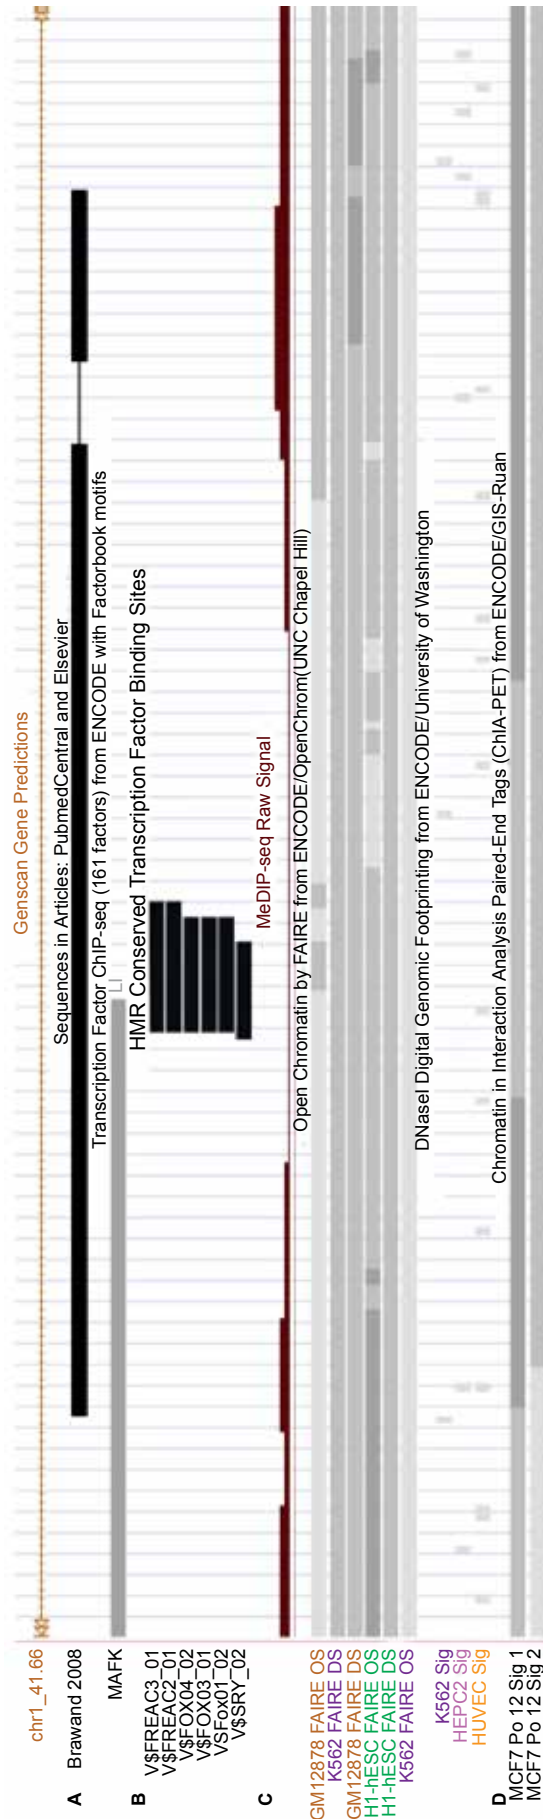 Genscan Gene Predictions
chr1_41.66
Sequences in Articles: PubmedCentral and Elsevier
A Brawand 2008
Transcription Factor ChIP-seq (161 factors) from ENCODE with Factorbook motifs
MAFK
LI
B
HMR Conserved Transcription Factor Binding Sites
V$FREAC3_01
V$FREAC2_01
V$FOX04_02
V$FOX03_01
VSFox01_02
V$SRY_02
C
MeDIP-seq Raw Signal
Open Chromatin by FAIRE from ENCODE/OpenChrom(UNC Chapel Hill)
GM12878 FAIRE OS
K562 FAIRE DS
GM12878 FAIRE DS
H1-hESC FAIRE OS
H1-hESC FAIRE DS
K562 FAIRE OS
DNaseI Digital Genomic Footprinting from ENCODE/University of Washington
K562 Sig
HEPC2 Sig
HUVEC Sig
D
Chromatin in Interaction Analysis Paired-End Tags (ChIA-PET) from ENCODE/GIS-Ruan
MCF7 Po 12 Sig 1
MCF7 Po 12 Sig 2